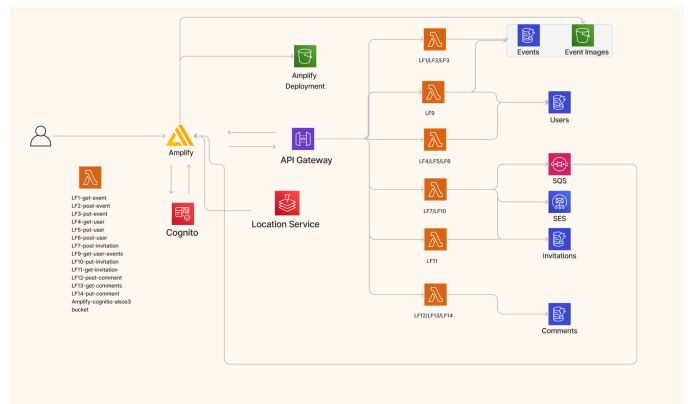 LF1/LF2/LF3
Events
Event Images
Amplify
Deployment
LF9
Users
Amplify
API Gateway
LF4/LF5/LF6
SQS
LF1-get-event
LF2-post-event
LF3-put-event
LF4-get-user
LF5-put-user
LF6-post-user
LF7-post-invitation
LF9-get-user-events
LF10-put-invitation
LF11-get-invitation
LF12-post-comment
LF13-get-comments
LF14-put-comment
Amplify-cognitio-alsos3
bucket
Cognito
Location Service
LF7/LF10
SES
LF11
Invitations
LF12/LF13/LF14
Comments